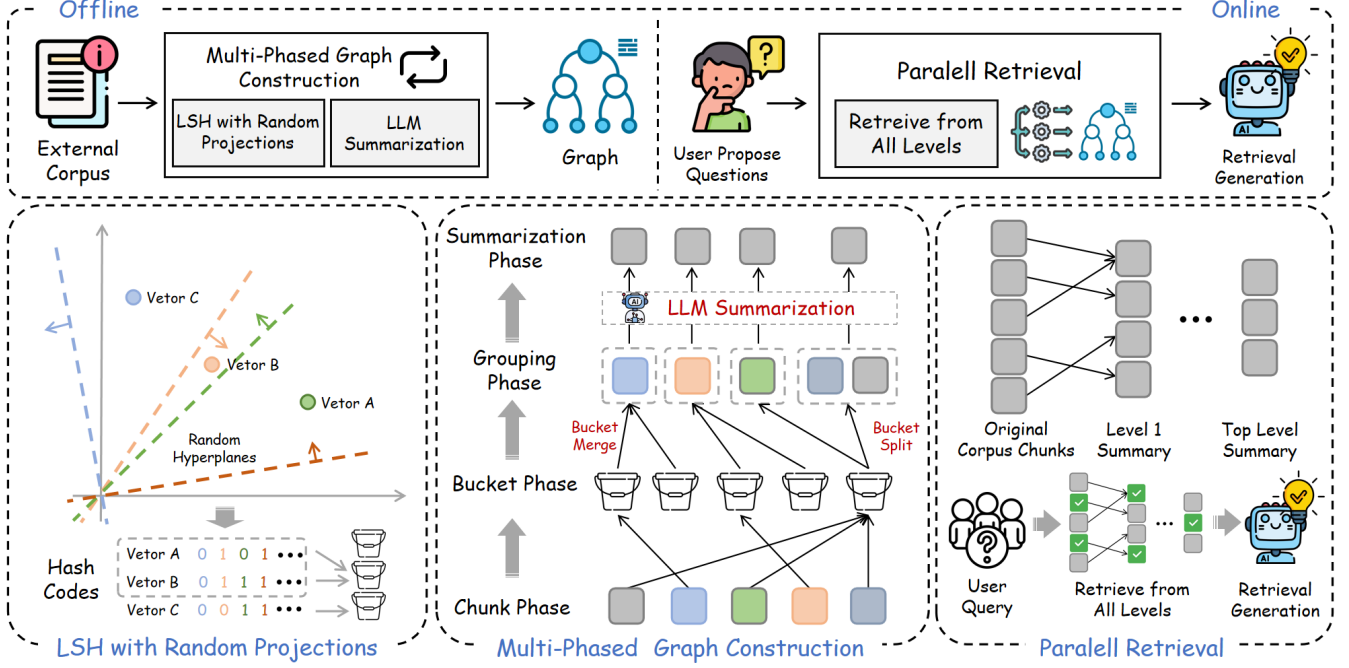 Offline
Online
Multi-Phased Graph
Construction
LSH with Random
Projections
LLM
Summarization
External
Corpus
Graph
User Propose
Questions
Paralell Retrieval
Retreive from
All Levels
AI
Retrieval
Generation
Vetor C
Vetor B
Vetor A
Random
Hyperplanes
Hash
Codes
Vetor A 0 1 0 1 •••
Vetor B 0 1 1 1 •••
Vetor C 0 0 1 1 •••
LSH with Random Projections
Summarization
Phase
AI
LLM Summarization
Grouping
Phase
Bucket
Merge
Bucket
Split
Bucket Phase
Chunk Phase
Multi-Phased Graph Construction
Original
Corpus Chunks
Level 1
Summary
•••
Top Level
Summary
•••
AI
User
Query
Retrieve from
All Levels
Retrieval
Generation
Paralell Retrieval